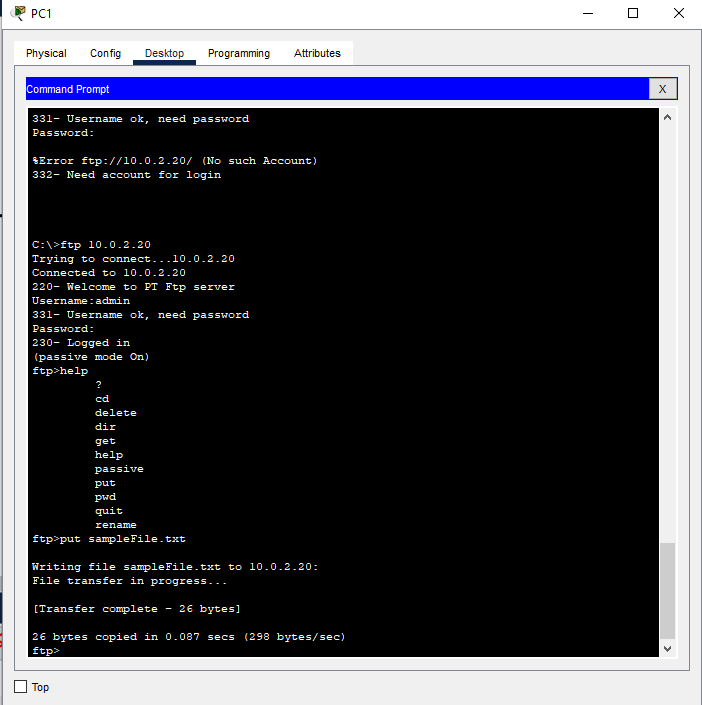 PC1
Physical Config Desktop Programming Attributes
Command Prompt
X
331- Username ok, need password
Password:
%Error ftp://10.0.2.20/ (No such Account)
332- Need account for login
C:\>ftp 10.0.2.20
Trying to connect...10.0.2.20
Connected to 10.0.2.20
220- Welcome to PT Ftp server
Username:admin
331- Username ok, need password
Password:
230- Logged in
(passive mode On)
ftp>help
?
cd
delete
dir
get
help
passive
put
pwd
quit
rename
ftp>put sampleFile.txt
Writing file sampleFile.txt to 10.0.2.20:
File transfer in progress...
[Transfer complete - 26 bytes]
26 bytes copied in 0.087 secs (298 bytes/sec)
ftp>
Top